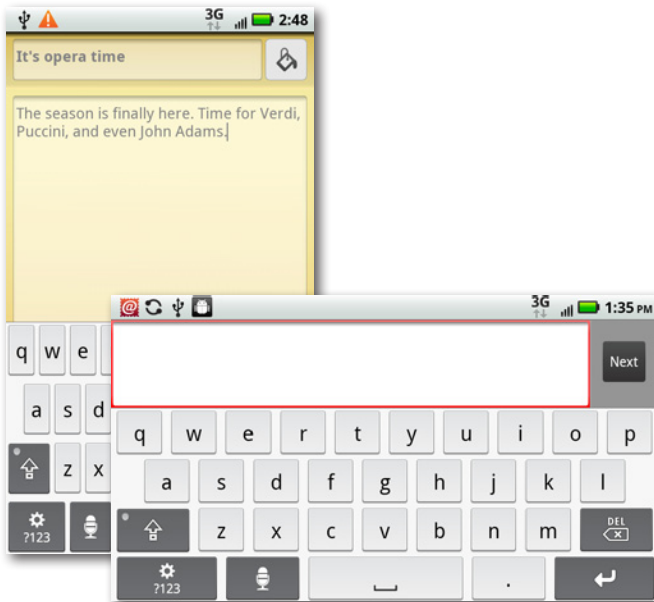 3G 2:48
It's opera time
The season is finally here. Time for Verdi,
Puccini, and even John Adams.
q w e
a s d
z x
?123
3G 1:35 PM
Next
q w e r t y u i o p
a s d f g h j k l
z x c v b n m DEL
?123 .